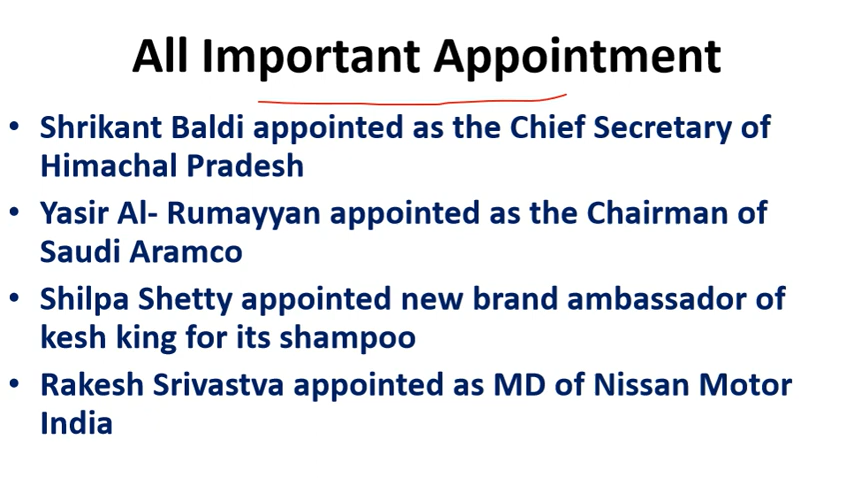 All Important Appointment
• Shrikant Baldi appointed as the Chief Secretary of
Himachal Pradesh
• Yasir Al- Rumayyan appointed as the Chairman of
Saudi Aramco
• Shilpa Shetty appointed new brand ambassador of
kesh king for its shampoo
• Rakesh Srivastva appointed as MD of Nissan Motor
India